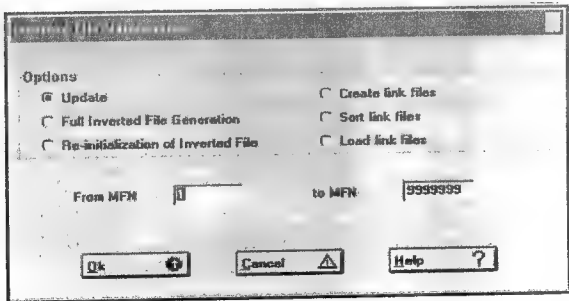 Options
Update
Create link files
Full Inverted File Generation
Sort link files
Re-initialization of Inverted File
Load link files
From MFN 1 to MFN 9999999
Ok Cancel Help ?